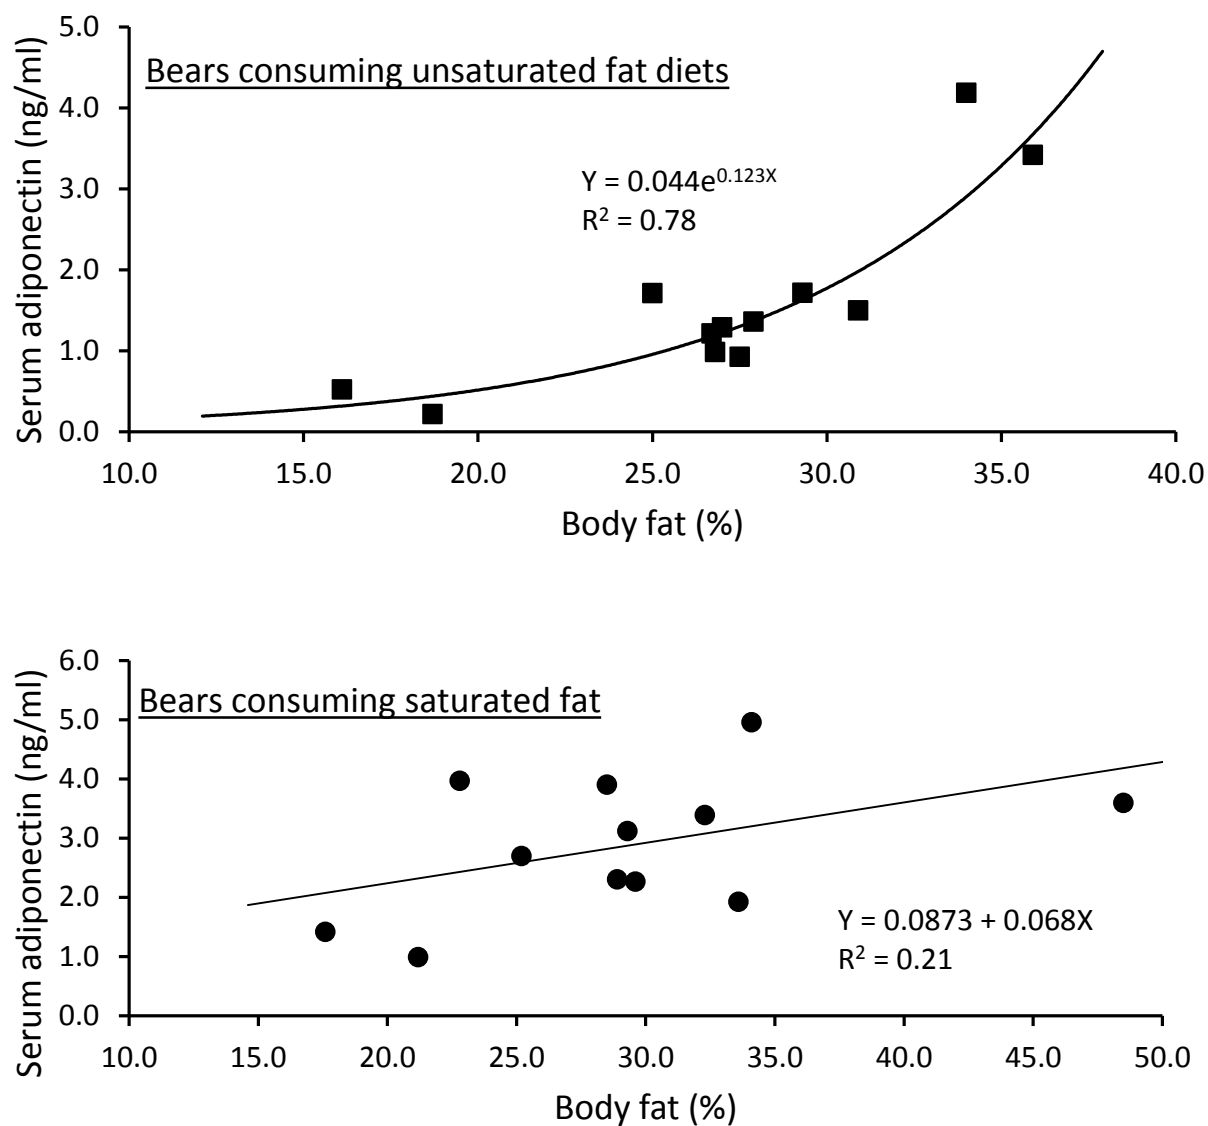 Serum adiponectin (ng/ml)
5.0
4.0
3.0
2.0
1.0
0.0
Bears consuming unsaturated fat diets
Y = 0.044e^0.123X
R² = 0.78
10.0 15.0 20.0 25.0 30.0 35.0 40.0
Body fat (%)
Serum adiponectin (ng/ml)
6.0
5.0
4.0
3.0
2.0
1.0
0.0
Bears consuming saturated fat
Y = 0.0873 + 0.068X
R² = 0.21
10.0 15.0 20.0 25.0 30.0 35.0 40.0 45.0 50.0
Body fat (%)